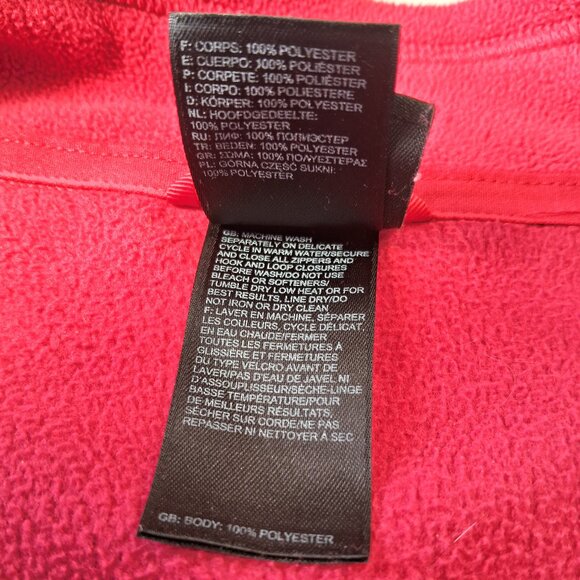 F: CORPS: 100% POLYESTER
E: CUERPO: 100% POLIÉSTER
P: CORPETE: 100% POLIÉSTER
I: CORPO: 100% POLIESTERE
D: KÖRPER: 100% POLYESTER
NL: HOOFDGEDEELTE:
100% POLYESTER
RU: ЛИФ: 100% ПОЛИЭСТЕР
TR: BEDEN: 100% POLYESTER
GR: ΣΩΜΑ: 100% ΠΟΛΥΕΣΤΕΡΑΣ
PL: GÓRNA CZĘŚĆ SUKNI:
100% POLYESTER
GB: MACHINE WASH
SEPARATELY ON DELICATE
CYCLE IN WARM WATER/SECURE
AND CLOSE ALL ZIPPERS AND
HOOK AND LOOP CLOSURES
BEFORE WASH/DO NOT USE
BLEACH OR SOFTENERS/
TUMBLE DRY LOW HEAT OR FOR
BEST RESULTS, LINE DRY/DO
NOT IRON OR DRY CLEAN
F: LAVER EN MACHINE, SÉPARER
LES COULEURS, CYCLE DÉLICAT,
EN EAU CHAUDE/FERMER
TOUTES LES FERMETURES À
GLISSIÈRE ET FERMETURES
DU TYPE VELCRO AVANT DE
LAVER/PAS D'EAU DE JAVEL NI
D'ASSOUPLISSEUR/SÈCHE-LINGE
BASSE TEMPÉRATURE/POUR
DE MEILLEURS RÉSULTATS,
SÉCHER SUR CORDE/NE PAS
REPASSER NI NETTOYER À SEC
GB: BODY: 100% POLYESTER